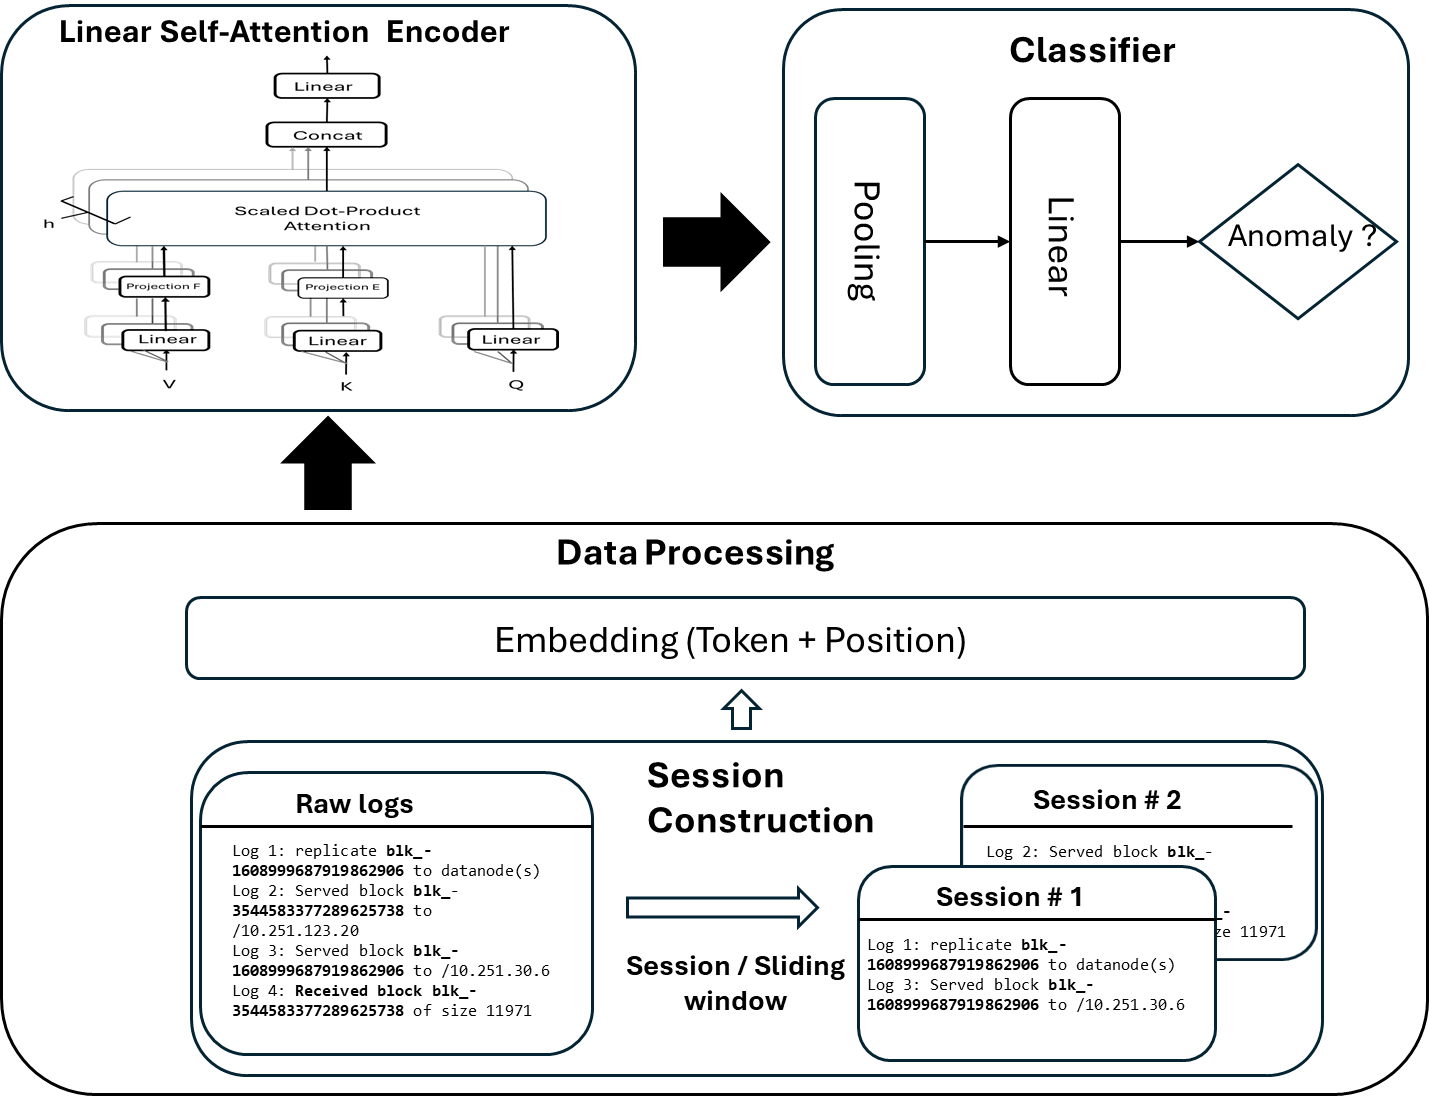 Linear Self-Attention Encoder
Linear
Concat
Scaled Dot-Product
Attention
h
Projection F
Projection E
Linear
Linear
Linear
V
K
Q
Classifier
Pooling
Linear
Anomaly ?
Data Processing
Embedding (Token + Position)
Session
Construction
Raw logs
Log 1: replicate blk_-
1608999687919862906 to datanode(s)
Log 2: Served block blk_-
3544583377289625738 to
/10.251.123.20
Log 3: Served block blk_-
1608999687919862906 to /10.251.30.6
Log 4: Received block blk_-
3544583377289625738 of size 11971
Session / Sliding
window
Session # 2
Log 2: Served block blk_-
_-
ze 11971
Session # 1
Log 1: replicate blk_-
1608999687919862906 to datanode(s)
Log 3: Served block blk_-
1608999687919862906 to /10.251.30.6